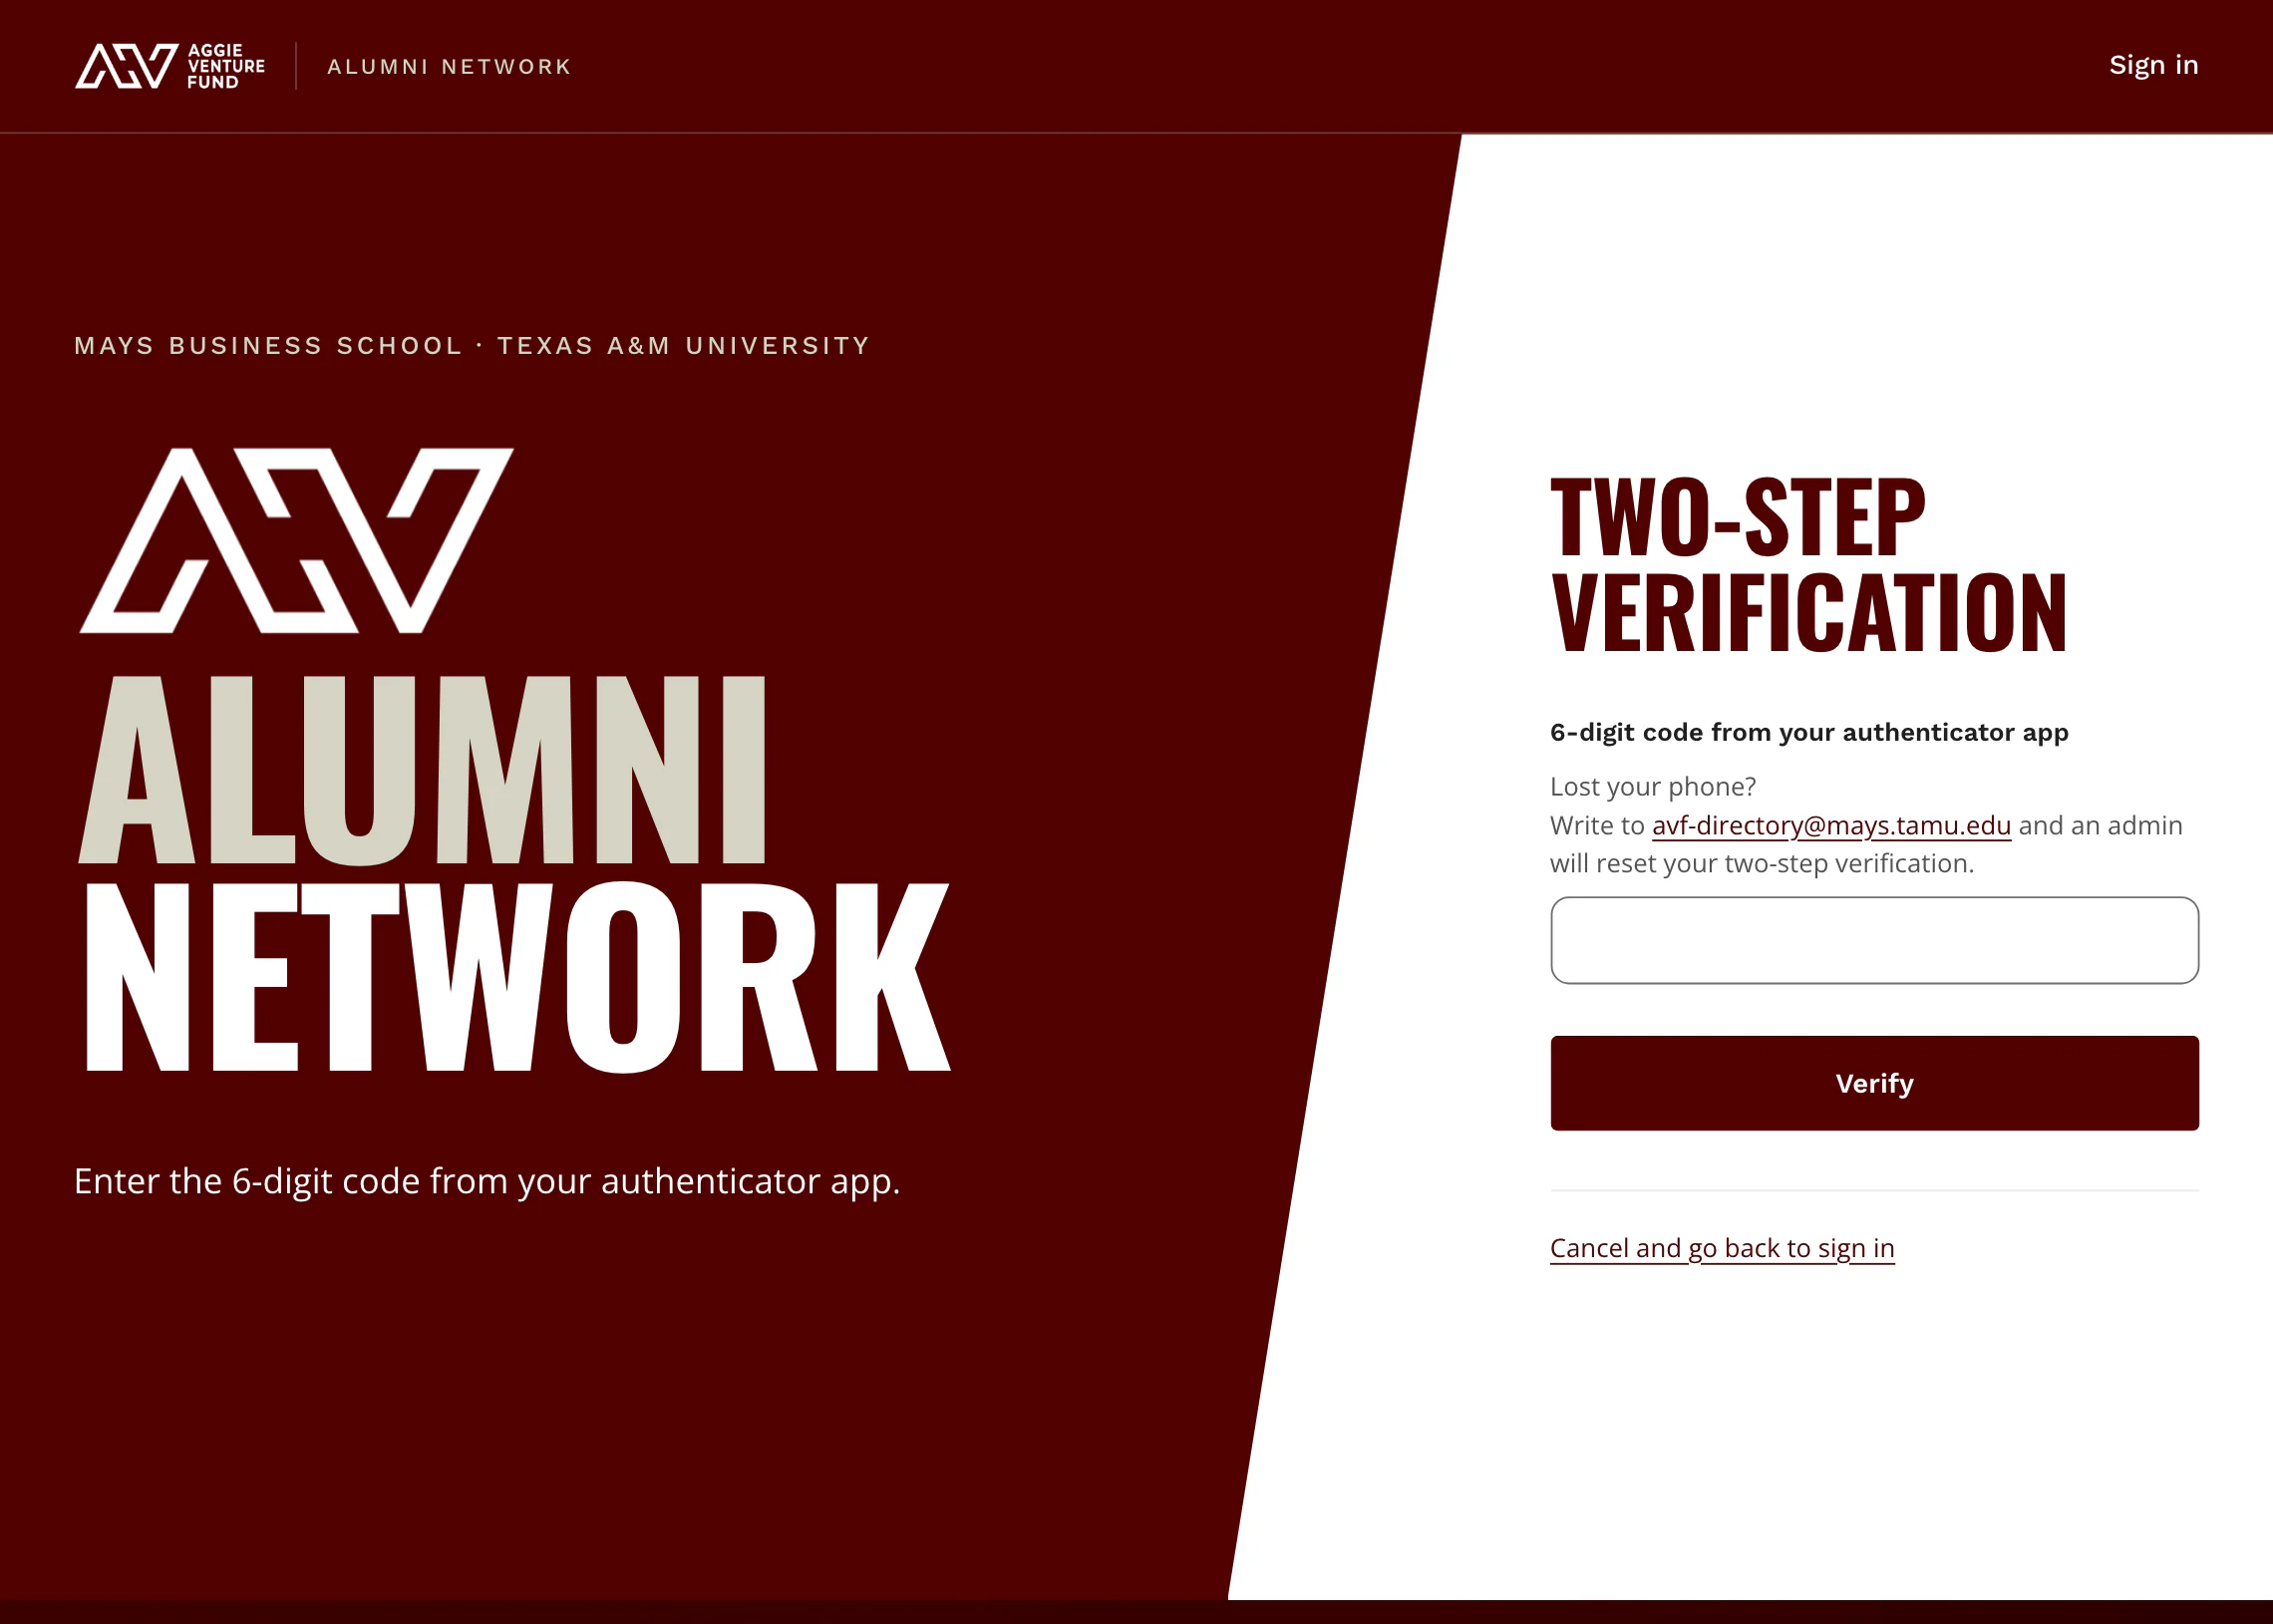 AGGIE
VENTURE
FUND
ALUMNI NETWORK
Sign in
MAYS BUSINESS SCHOOL · TEXAS A&M UNIVERSITY
ALUMNI
NETWORK
Enter the 6-digit code from your authenticator app.
TWO-STEP
VERIFICATION
6-digit code from your authenticator app
Lost your phone?
Write to avf-directory@mays.tamu.edu and an admin
will reset your two-step verification.
Verify
Cancel and go back to sign in